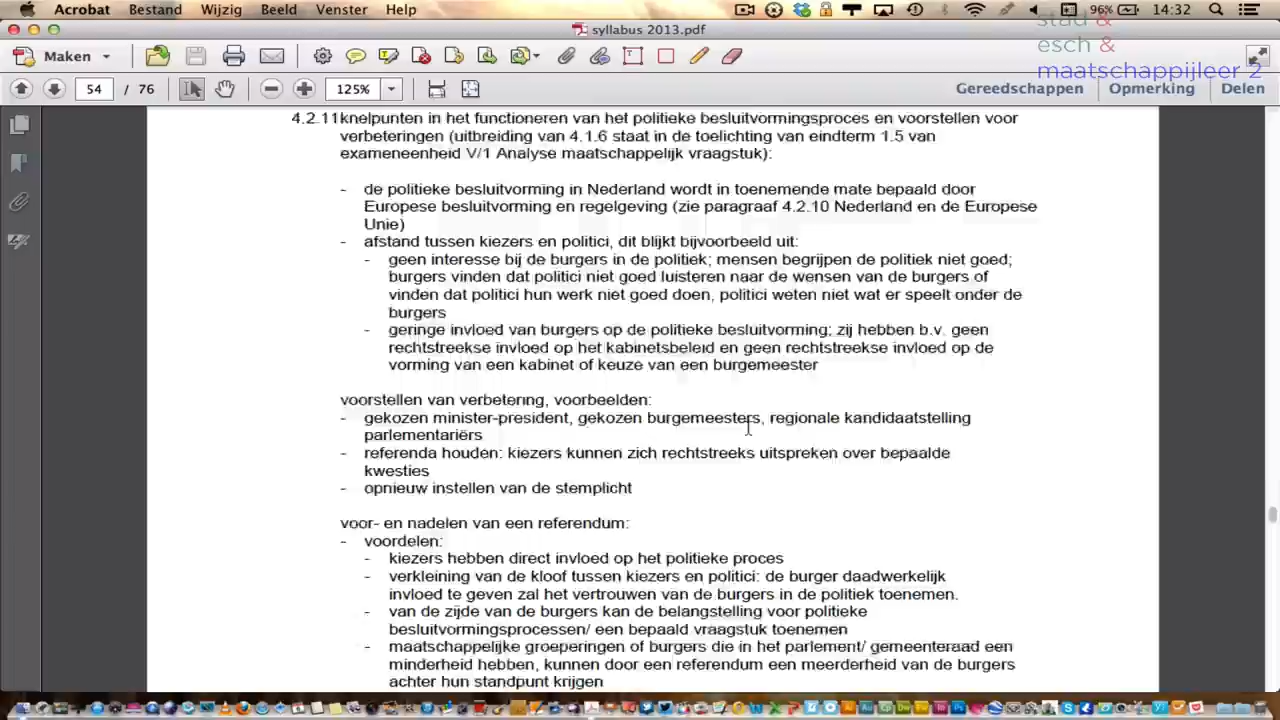 Acrobat Bestand Wijzig Beeld Venster Help 96% 14:32
syllabus 2013.pdf
stad &
esch &
maatschappijleer 2
Maken
54 / 76 125% Gereedschappen Opmerking Delen
4.2.11knelpunten in het functioneren van het politieke besluitvormingsproces en voorstellen voor
verbeteringen (uitbreiding van 4.1.6 staat in de toelichting van eindterm 1.5 van
exameneenheid V/1 Analyse maatschappelijk vraagstuk):
- de politieke besluitvorming in Nederland wordt in toenemende mate bepaald door
Europese besluitvorming en regelgeving (zie paragraaf 4.2.10 Nederland en de Europese
Unie)
- afstand tussen kiezers en politici, dit blijkt bijvoorbeeld uit:
- geen interesse bij de burgers in de politiek; mensen begrijpen de politiek niet goed;
burgers vinden dat politici niet goed luisteren naar de wensen van de burgers of
vinden dat politici hun werk niet goed doen, politici weten niet wat er speelt onder de
burgers
- geringe invloed van burgers op de politieke besluitvorming; zij hebben b.v. geen
rechtstreekse invloed op het kabinetsbeleid en geen rechtstreekse invloed op de
vorming van een kabinet of keuze van een burgemeester
voorstellen van verbetering, voorbeelden:
- gekozen minister-president, gekozen burgemeesters, regionale kandidaatstelling
parlementariërs
- referenda houden: kiezers kunnen zich rechtstreeks uitspreken over bepaalde
kwesties
- opnieuw instellen van de stemplicht
voor- en nadelen van een referendum:
- voordelen:
- kiezers hebben direct invloed op het politieke proces
- verkleining van de kloof tussen kiezers en politici: de burger daadwerkelijk
invloed te geven zal het vertrouwen van de burgers in de politiek toenemen.
- van de zijde van de burgers kan de belangstelling voor politieke
besluitvormingsprocessen/ een bepaald vraagstuk toenemen
- maatschappelijke groeperingen of burgers die in het parlement/ gemeenteraad een
minderheid hebben, kunnen door een referendum een meerderheid van de burgers
achter hun standpunt krijgen